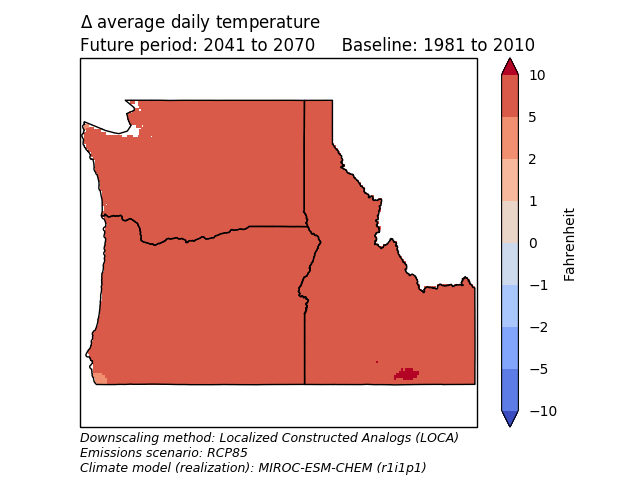 Δ average daily temperature
Future period: 2041 to 2070     Baseline: 1981 to 2010
10
5
2
1
0
−1
−2
−5
−10
Fahrenheit
Downscaling method: Localized Constructed Analogs (LOCA)
Emissions scenario: RCP85
Climate model (realization): MIROC-ESM-CHEM (r1i1p1)